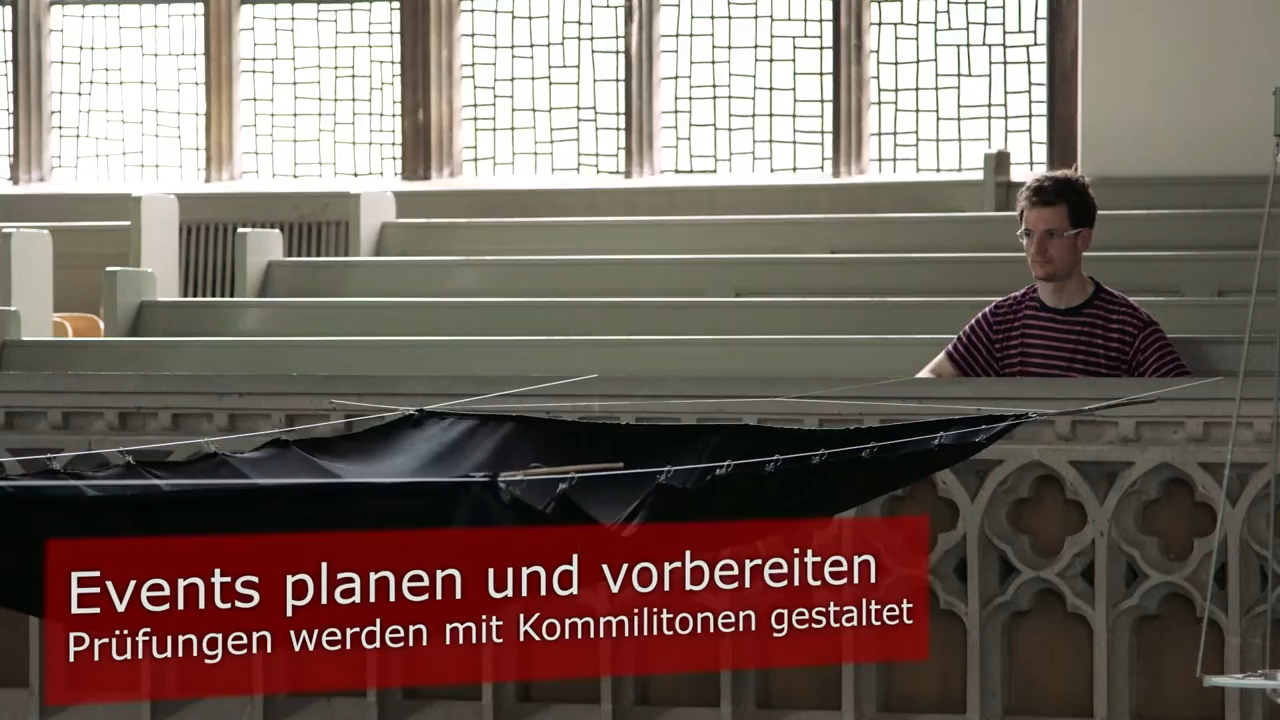 Events planen und vorbereiten
Prüfungen werden mit Kommilitonen gestaltet